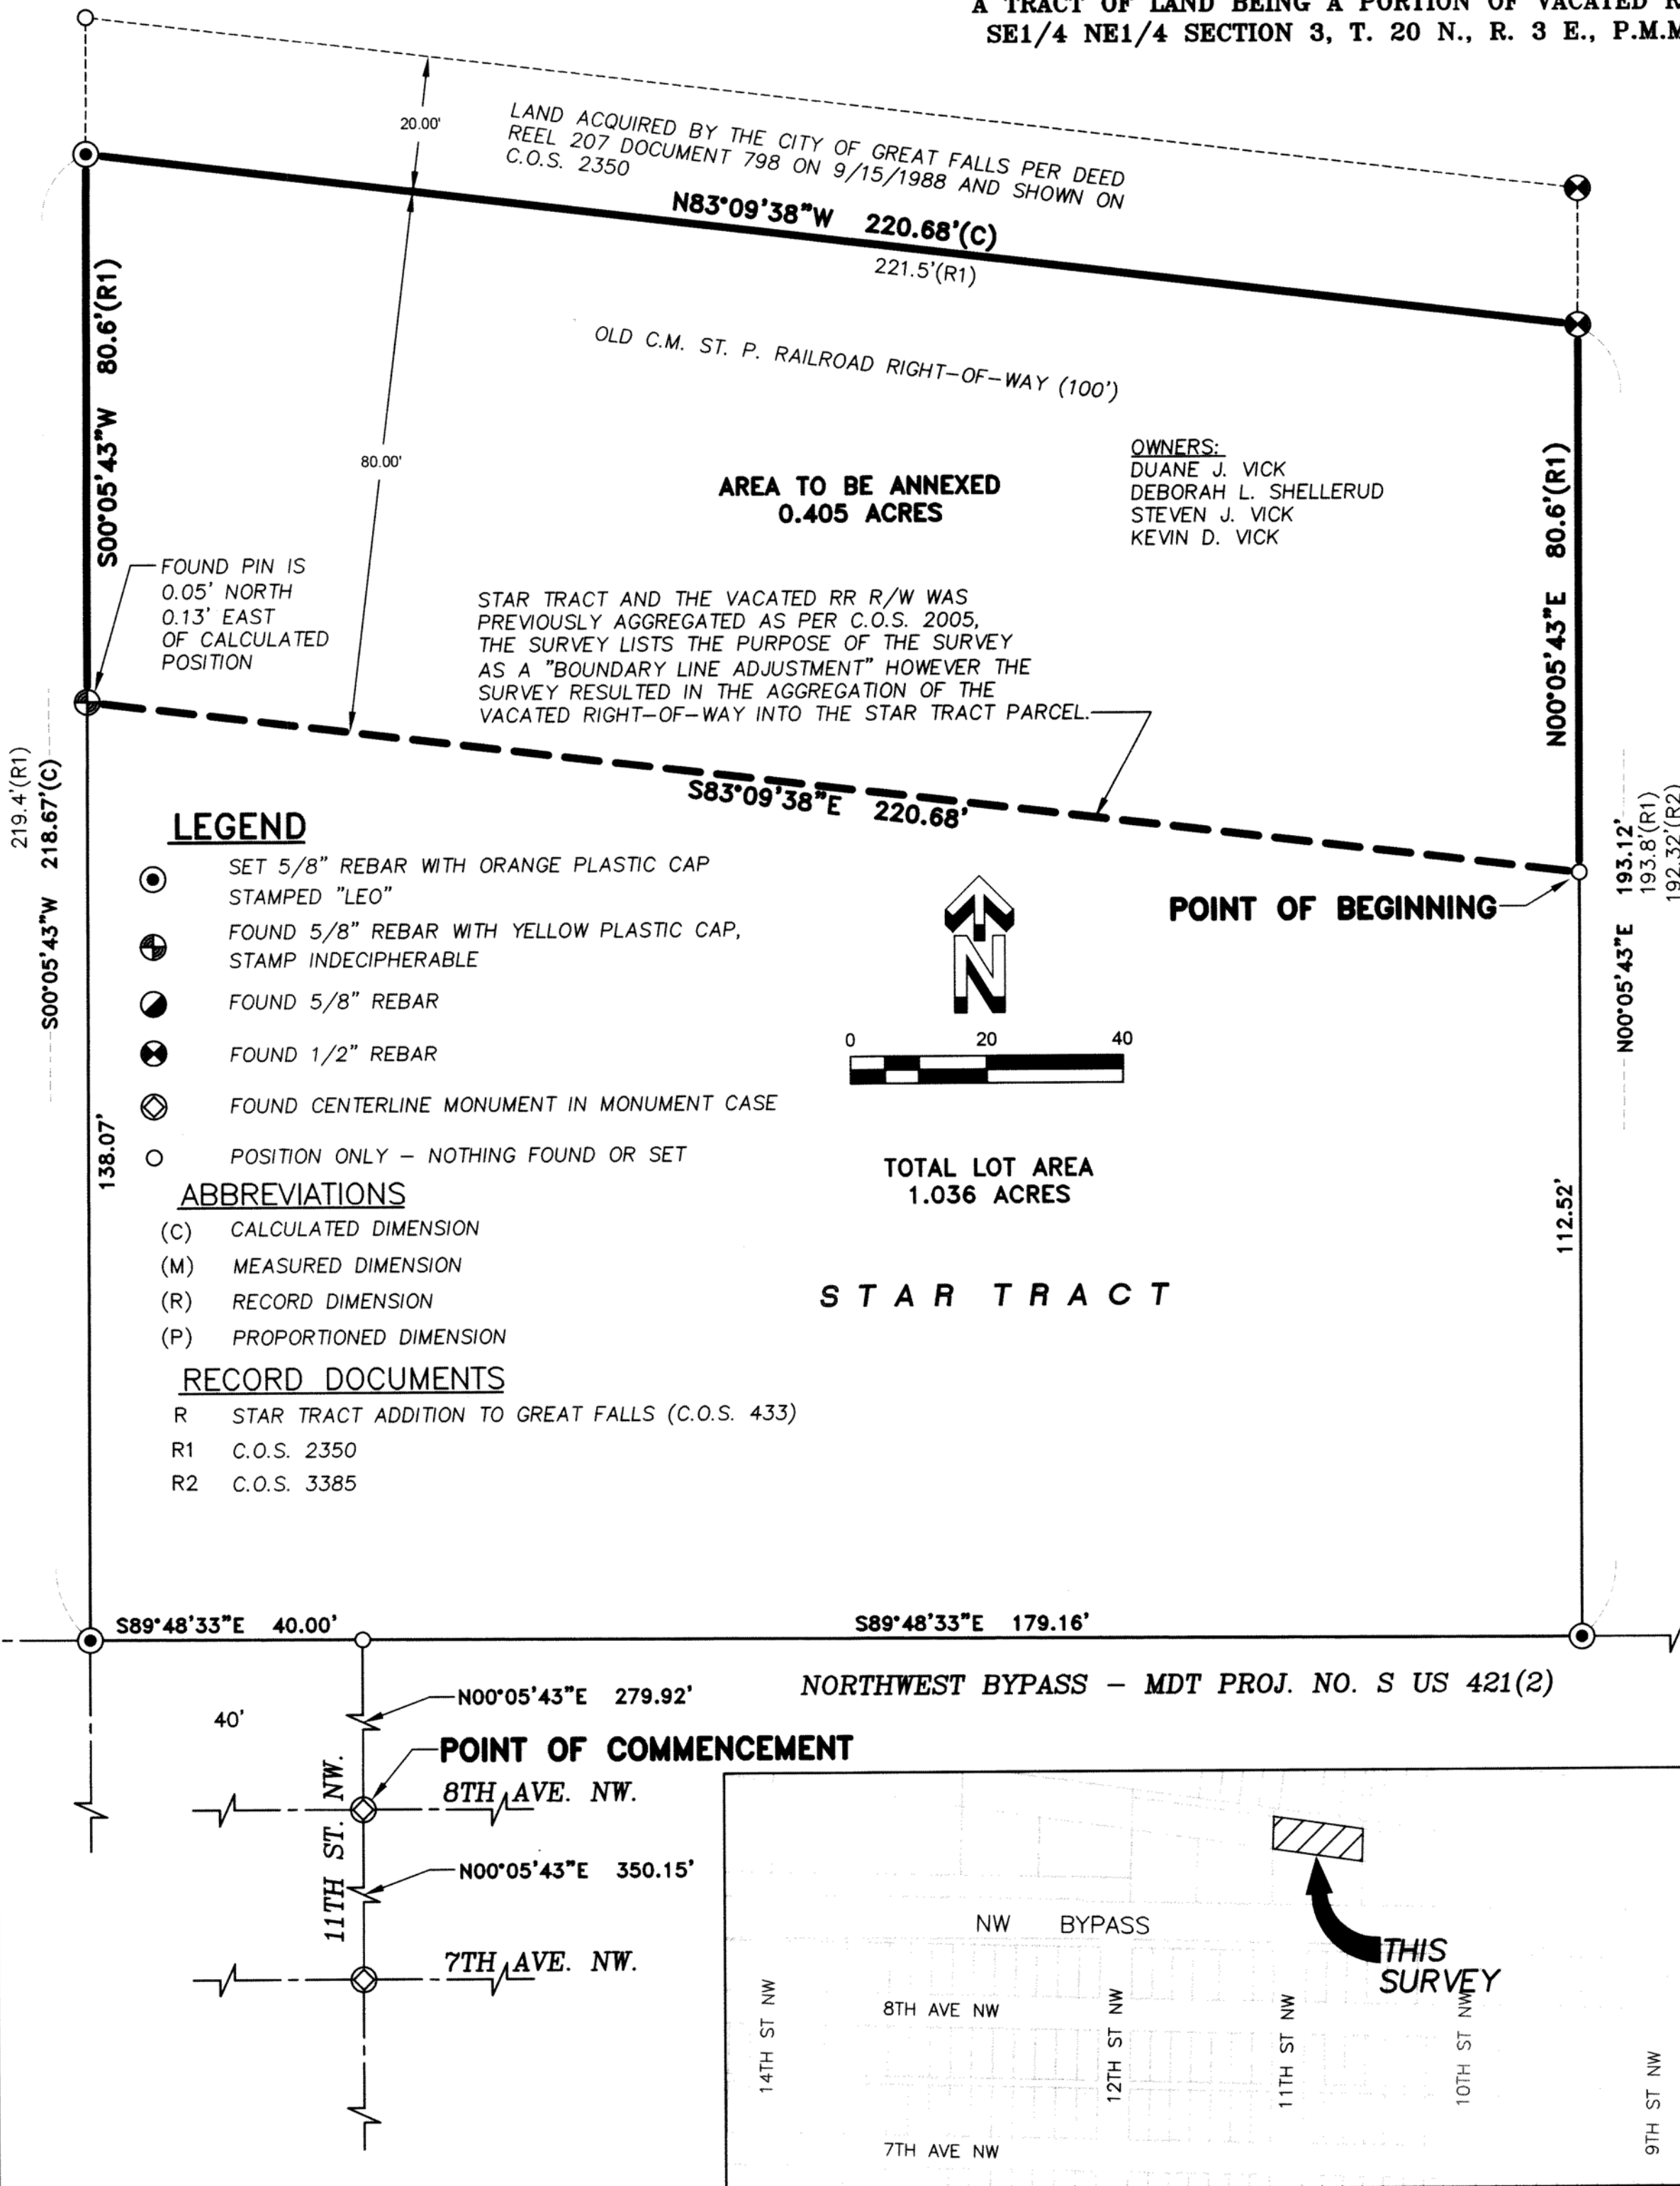 A TRACT OF LAND BEING A PORTION OF VACATED
SE1/4 NE1/4 SECTION 3, T. 20 N., R. 3 E., P.M.M
20.00'
LAND ACQUIRED BY THE CITY OF GREAT FALLS PER DEED
REEL 207 DOCUMENT 798 ON 9/15/1988 AND SHOWN ON
C.O.S. 2350
N83°09'38"W 220.68'(C)
221.5'(R1)
S00°05'43"W 80.6'(R1)
OLD C.M. ST. P. RAILROAD RIGHT-OF-WAY (100')
80.00'
AREA TO BE ANNEXED
0.405 ACRES
OWNERS:
DUANE J. VICK
DEBORAH L. SHELLERUD
STEVEN J. VICK
KEVIN D. VICK
N00°05'43"E 80.6'(R1)
FOUND PIN IS
0.05' NORTH
0.13' EAST
OF CALCULATED
POSITION
STAR TRACT AND THE VACATED RR R/W WAS
PREVIOUSLY AGGREGATED AS PER C.O.S. 2005,
THE SURVEY LISTS THE PURPOSE OF THE SURVEY
AS A "BOUNDARY LINE ADJUSTMENT" HOWEVER THE
SURVEY RESULTED IN THE AGGREGATION OF THE
VACATED RIGHT-OF-WAY INTO THE STAR TRACT PARCEL.
S83°09'38"E 220.68'
219.4'(R1)
S00°05'43"W 218.67'(C)
138.07'
LEGEND
SET 5/8" REBAR WITH ORANGE PLASTIC CAP
STAMPED "LEO"
FOUND 5/8" REBAR WITH YELLOW PLASTIC CAP,
STAMP INDECIPHERABLE
FOUND 5/8" REBAR
FOUND 1/2" REBAR
FOUND CENTERLINE MONUMENT IN MONUMENT CASE
POSITION ONLY – NOTHING FOUND OR SET
ABBREVIATIONS
(C) CALCULATED DIMENSION
(M) MEASURED DIMENSION
(R) RECORD DIMENSION
(P) PROPORTIONED DIMENSION
RECORD DOCUMENTS
R STAR TRACT ADDITION TO GREAT FALLS (C.O.S. 433)
R1 C.O.S. 2350
R2 C.O.S. 3385
POINT OF BEGINNING
N
0 20 40
TOTAL LOT AREA
1.036 ACRES
STAR TRACT
N00°05'43"E 193.12'
193.8'(R1)
192.32'(R2)
112.52'
S89°48'33"E 40.00'
S89°48'33"E 179.16'
NORTHWEST BYPASS – MDT PROJ. NO. S US 421(2)
40'
N00°05'43"E 279.92'
POINT OF COMMENCEMENT
8TH AVE. NW.
11TH ST. NW.
N00°05'43"E 350.15'
7TH AVE. NW.
NW BYPASS
THIS
SURVEY
8TH AVE NW
7TH AVE NW
14TH ST NW
12TH ST NW
11TH ST NW
10TH ST NW
9TH ST NW